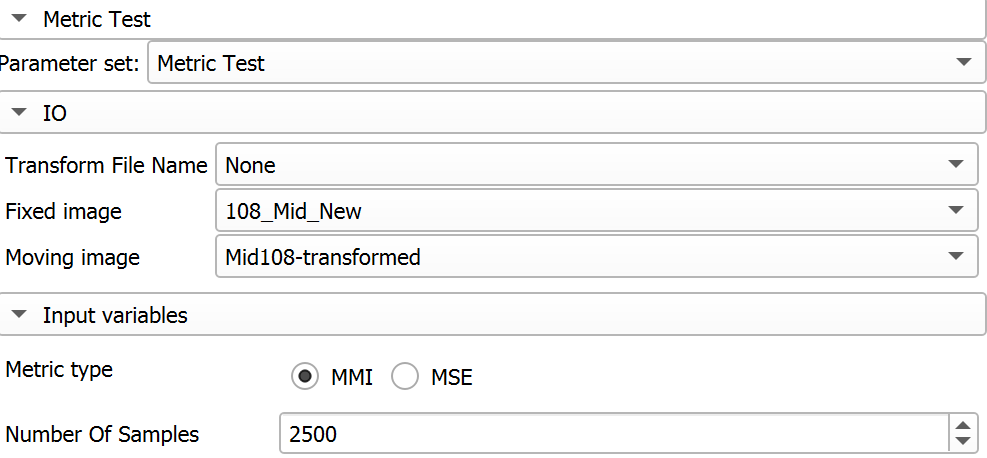 Metric Test
Parameter set: Metric Test
IO
Transform File Name None
Fixed image 108_Mid_New
Moving image Mid108-transformed
Input variables
Metric type MMI MSE
Number Of Samples 2500